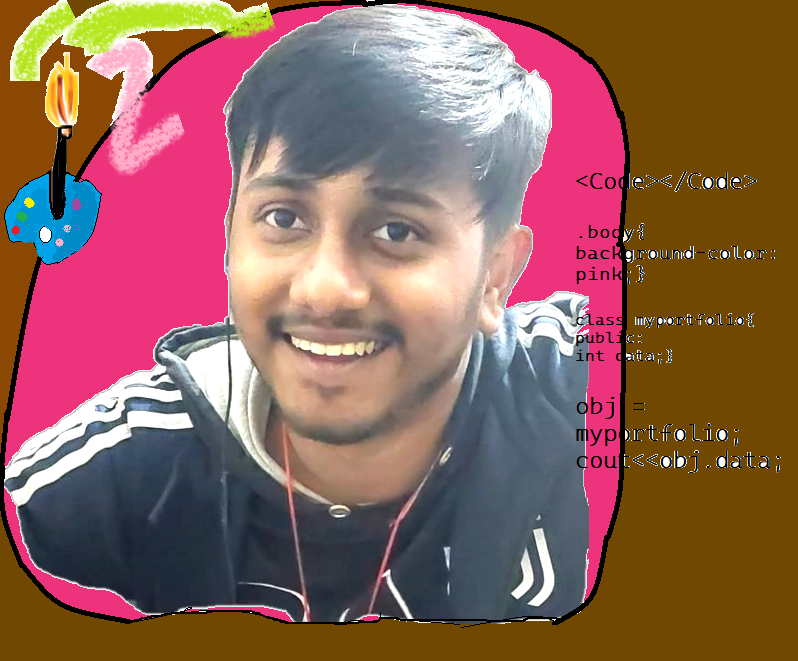 <Code></Code>
.body{
background-color:
pink;}
class myportfolio{
public:
int data;}
obj =
myportfolio;
cout<<obj.data;